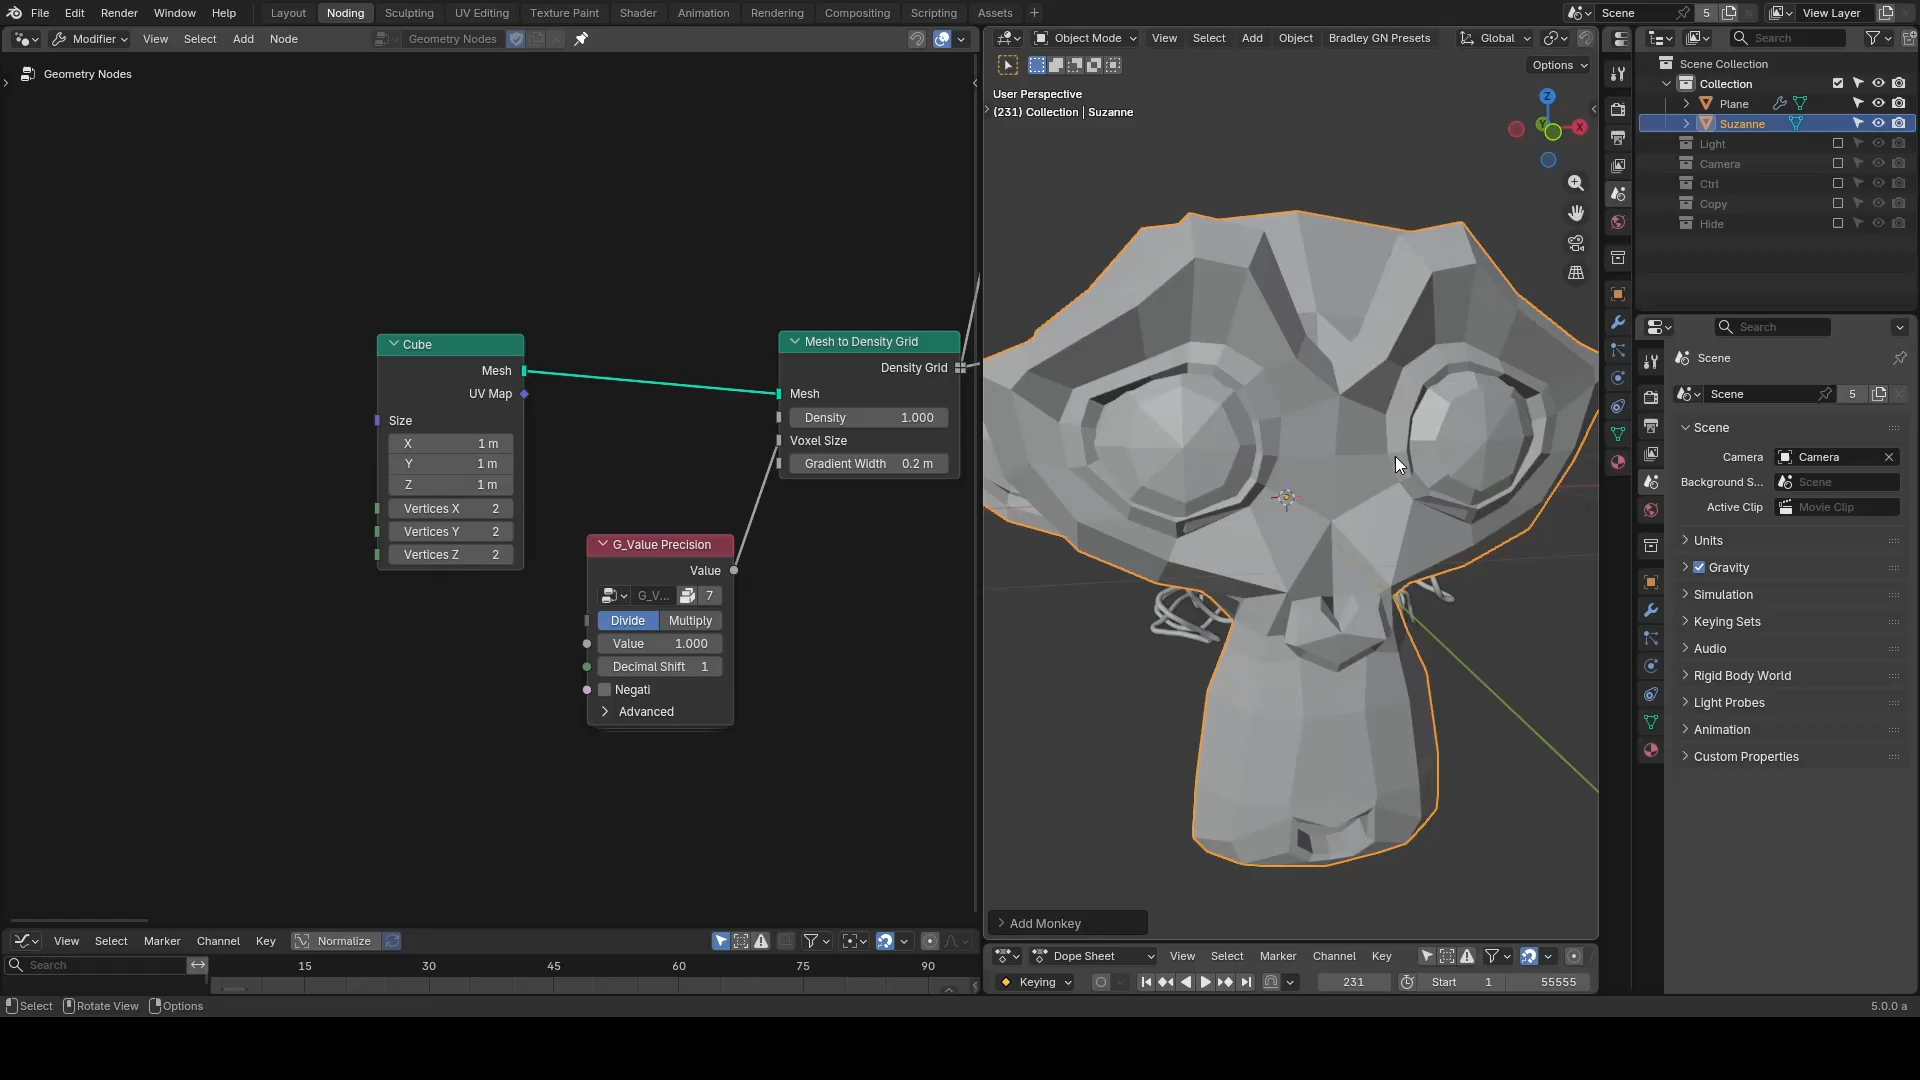 File Edit Render Window Help Layout Noding Sculpting UV Editing Texture Paint Shader Animation Rendering Compositing Scripting Assets + Scene 5 View Layer
Modifier View Select Add Node Geometry Nodes
Geometry Nodes
Object Mode View Select Add Object Bradley GN Presets Global
Options
User Perspective
(231) Collection | Suzanne
Z
Y
X
Search
Scene Collection
Collection
Plane
Suzanne
Light
Camera
Ctrl
Copy
Hide
Cube
Mesh
UV Map
Size
X 1 m
Y 1 m
Z 1 m
Vertices X 2
Vertices Y 2
Vertices Z 2
Mesh to Density Grid
Density Grid
Mesh
Density 1.000
Voxel Size
Gradient Width 0.2 m
G_Value Precision
Value
G_V... 7
Divide Multiply
Value 1.000
Decimal Shift 1
Negati
Advanced
Search
Scene
Scene 5
Scene
Camera Camera
Background S... Scene
Active Clip Movie Clip
Units
Gravity
Simulation
Keying Sets
Audio
Rigid Body World
Light Probes
Animation
Custom Properties
Add Monkey
View Select Marker Channel Key Normalize
Search 15 30 45 60 75 90
Dope Sheet View Select Marker Channel Key
Keying 231 Start 1 55555
Select Rotate View Options 5.0.0 a